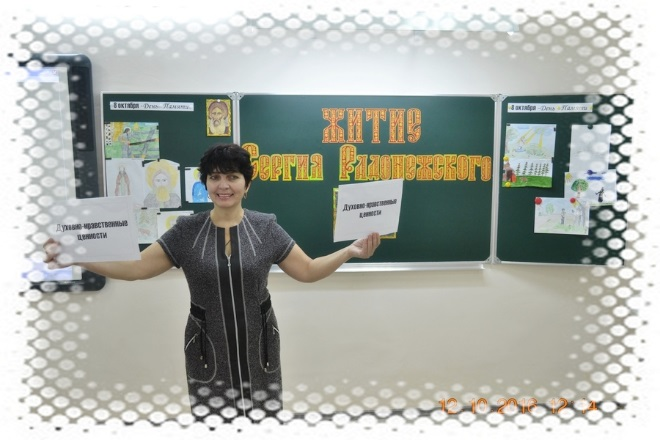 8 октября - День Памяти
8 октября - День Памяти
ЖИТИЕ
Сергия Радонежского
Духовно-нравственные
ценности
Духовно-нравственные
ценности